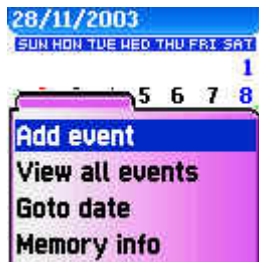 28/11/2003
SUN MON TUE WED THU FRI SAT
1
5 6 7 8
Add event
View all events
Goto date
Memory info